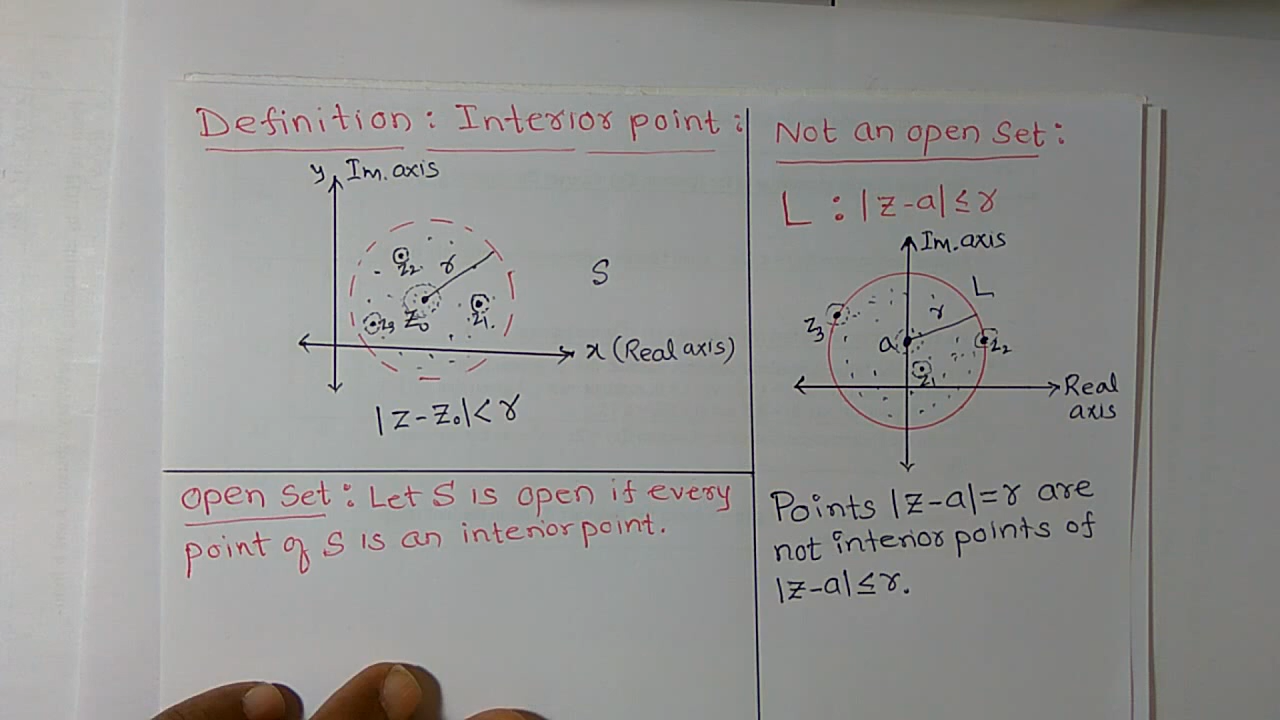 Definition : Interior point :
y Im. axis
z₂ r
S
z₃ z₀ z₁
x (Real axis)
|z-z₀|<r
Open Set : Let S is open if every
point of S is an interior point.
Not an open Set :
L : |z-a|≤r
Im. axis
L
z₃ r
a z₂
z₁
Real
axis
Points |z-a|=r are
not interior points of
|z-a|≤r.